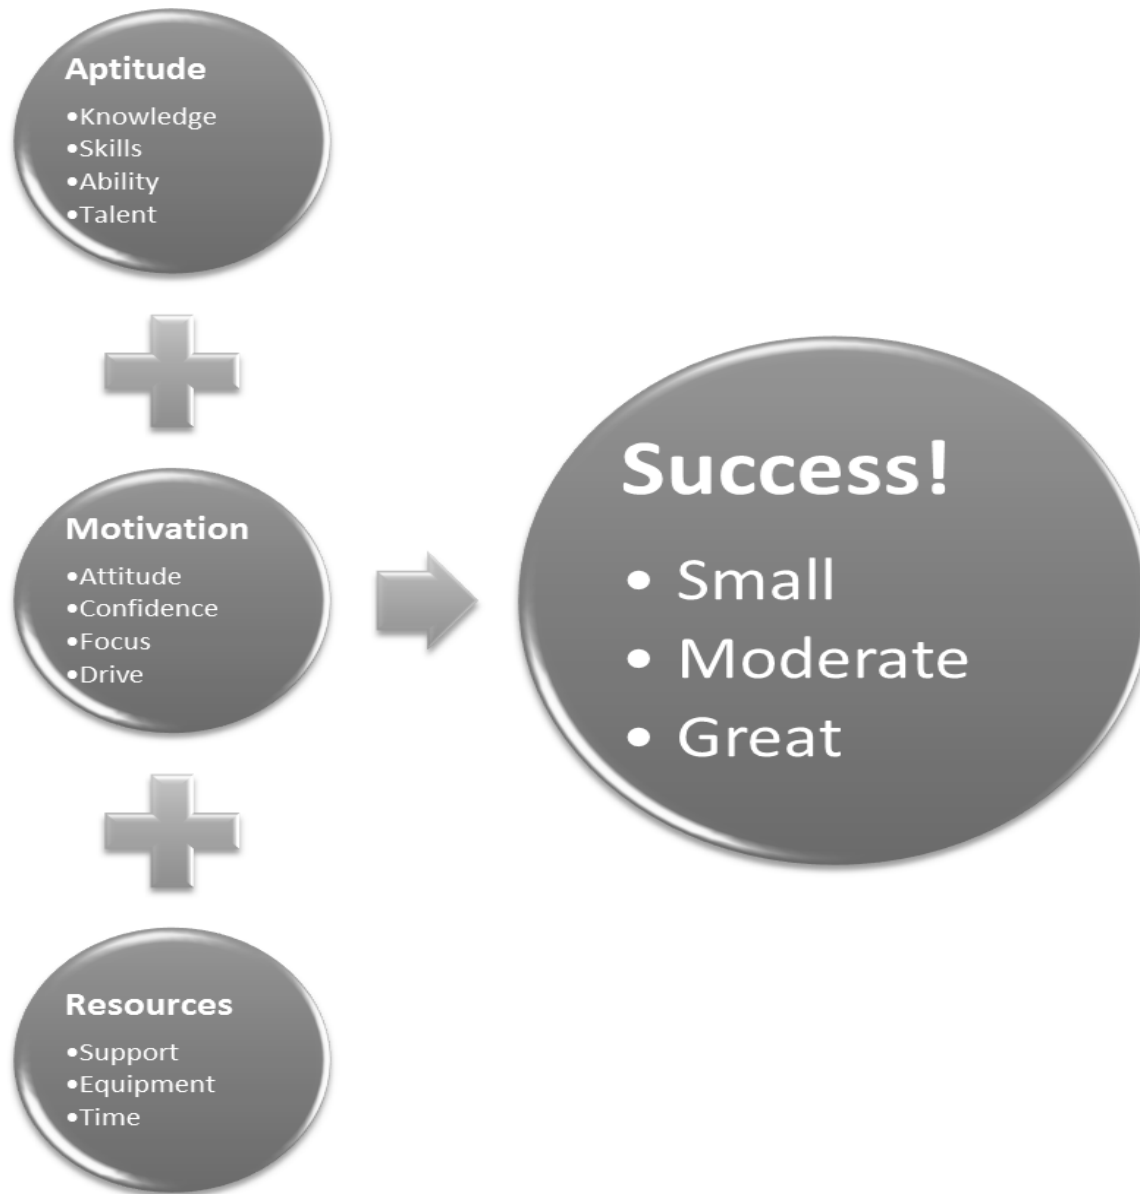 Aptitude
•Knowledge
•Skills
•Ability
•Talent
Motivation
•Attitude
•Confidence
•Focus
•Drive
Resources
•Support
•Equipment
•Time
Success!
• Small
• Moderate
• Great